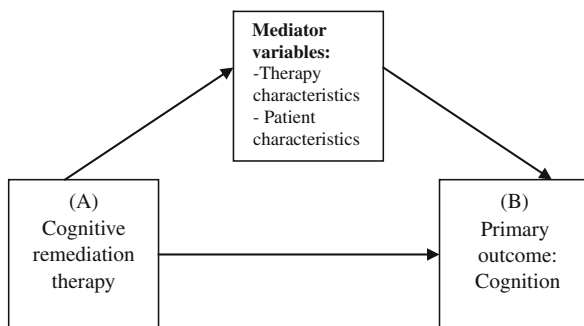 Mediator
variables:
-Therapy
characteristics
- Patient
characteristics
(A)
Cognitive
remediation
therapy
(B)
Primary
outcome:
Cognition